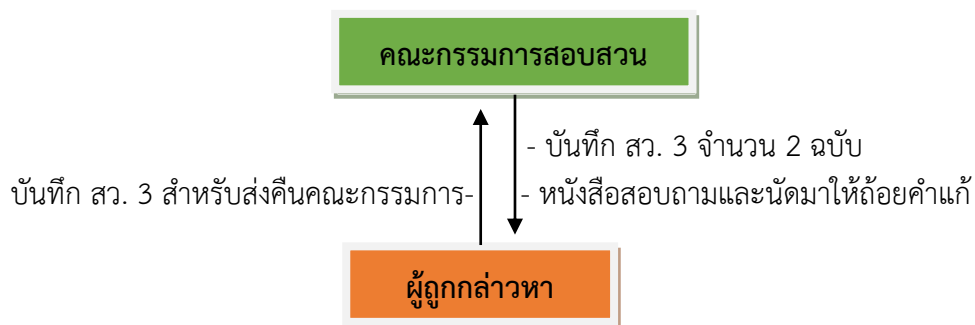 คณะกรรมการสอบสวน
- บันทึก สว. 3 จำนวน 2 ฉบับ
บันทึก สว. 3 สำหรับส่งคืนคณะกรรมการ-
- หนังสือสอบถามและนัดมาให้ถ้อยคำแก้
ผู้ถูกกล่าวหา